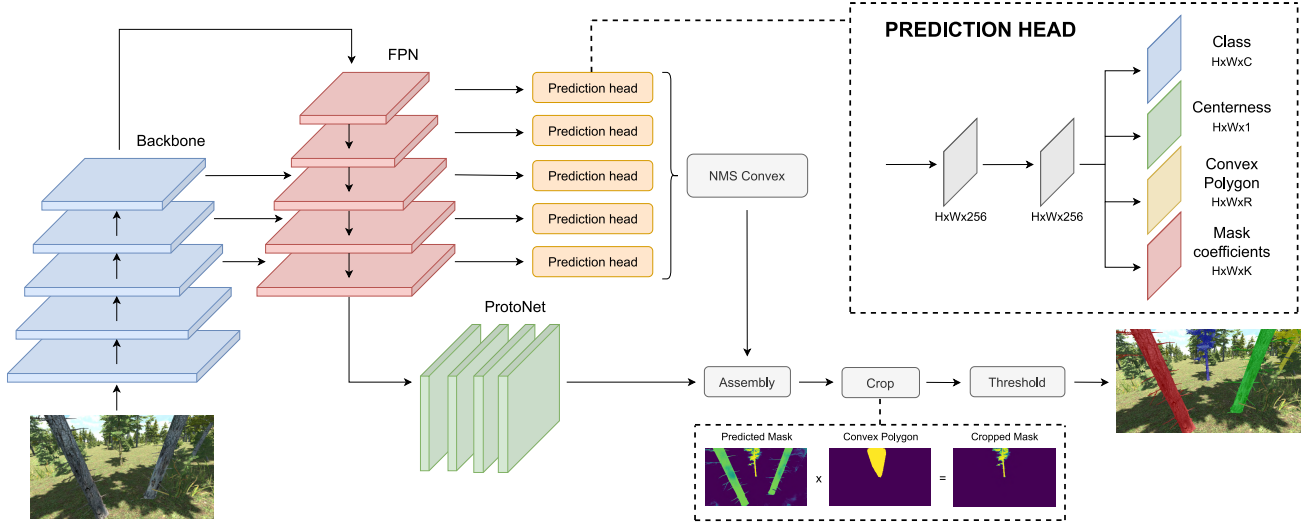 FPN
Backbone
Prediction head
Prediction head
Prediction head
Prediction head
Prediction head
NMS Convex
PREDICTION HEAD
HxWx256
HxWx256
Class
HxWxC
Centerness
HxWx1
Convex
Polygon
HxWxR
Mask
coefficients
HxWxK
ProtoNet
Assembly
Crop
Threshold
Predicted Mask
Convex Polygon
Cropped Mask
x
=